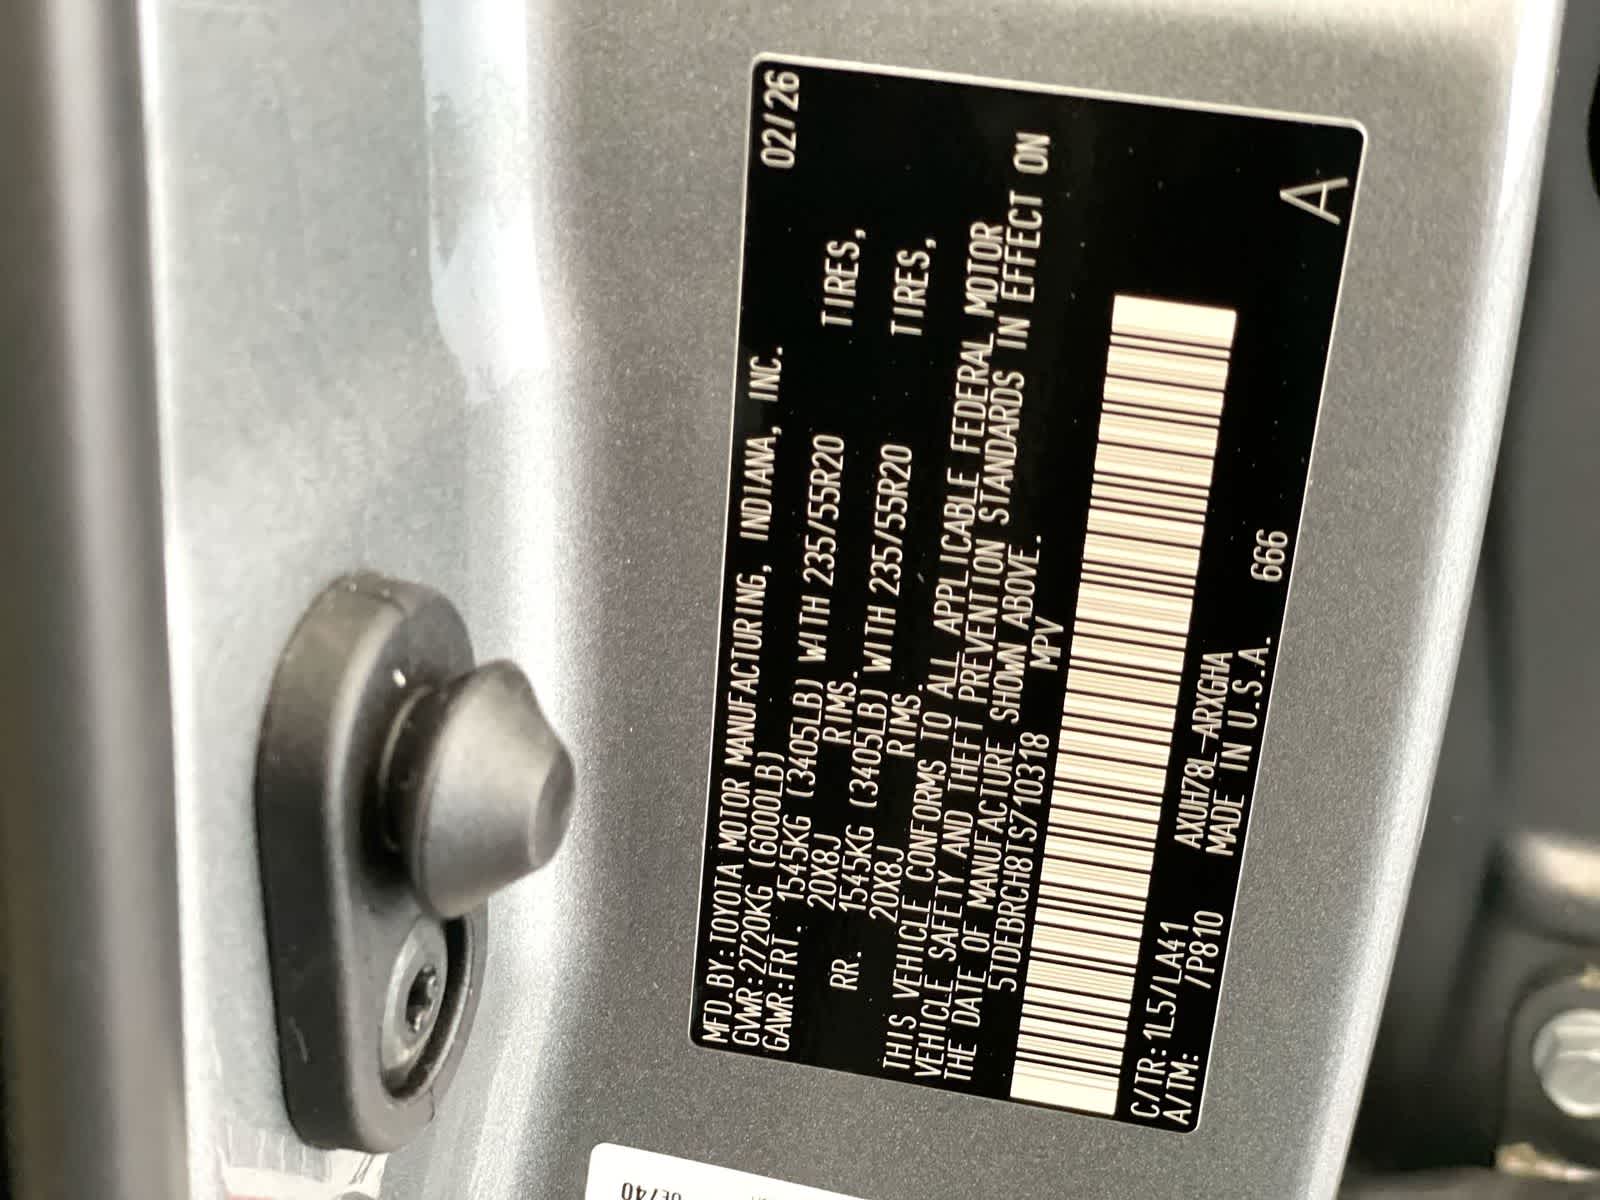 MFD.BY:TOYOTA MOTOR MANUFACTURING, INDIANA, INC. 02/26
GVWR:2720KG (6000LB)
GAWR:FRT. 1545KG (3405LB) WITH 235/55R20 TIRES,
20X8J RIMS.
RR. 1545KG (3405LB) WITH 235/55R20 TIRES,
20X8J RIMS.
THIS VEHICLE CONFORMS TO ALL APPLICABLE FEDERAL MOTOR
VEHICLE SAFETY AND THEFT PREVENTION STANDARDS IN EFFECT ON
THE DATE OF MANUFACTURE SHOWN ABOVE.
5TDEBRCH8TS710318 MPV
C/TR:1L5/LA41 AXUH78L-ARXGHA 666
A/TM: /P810 MADE IN U.S.A.
A